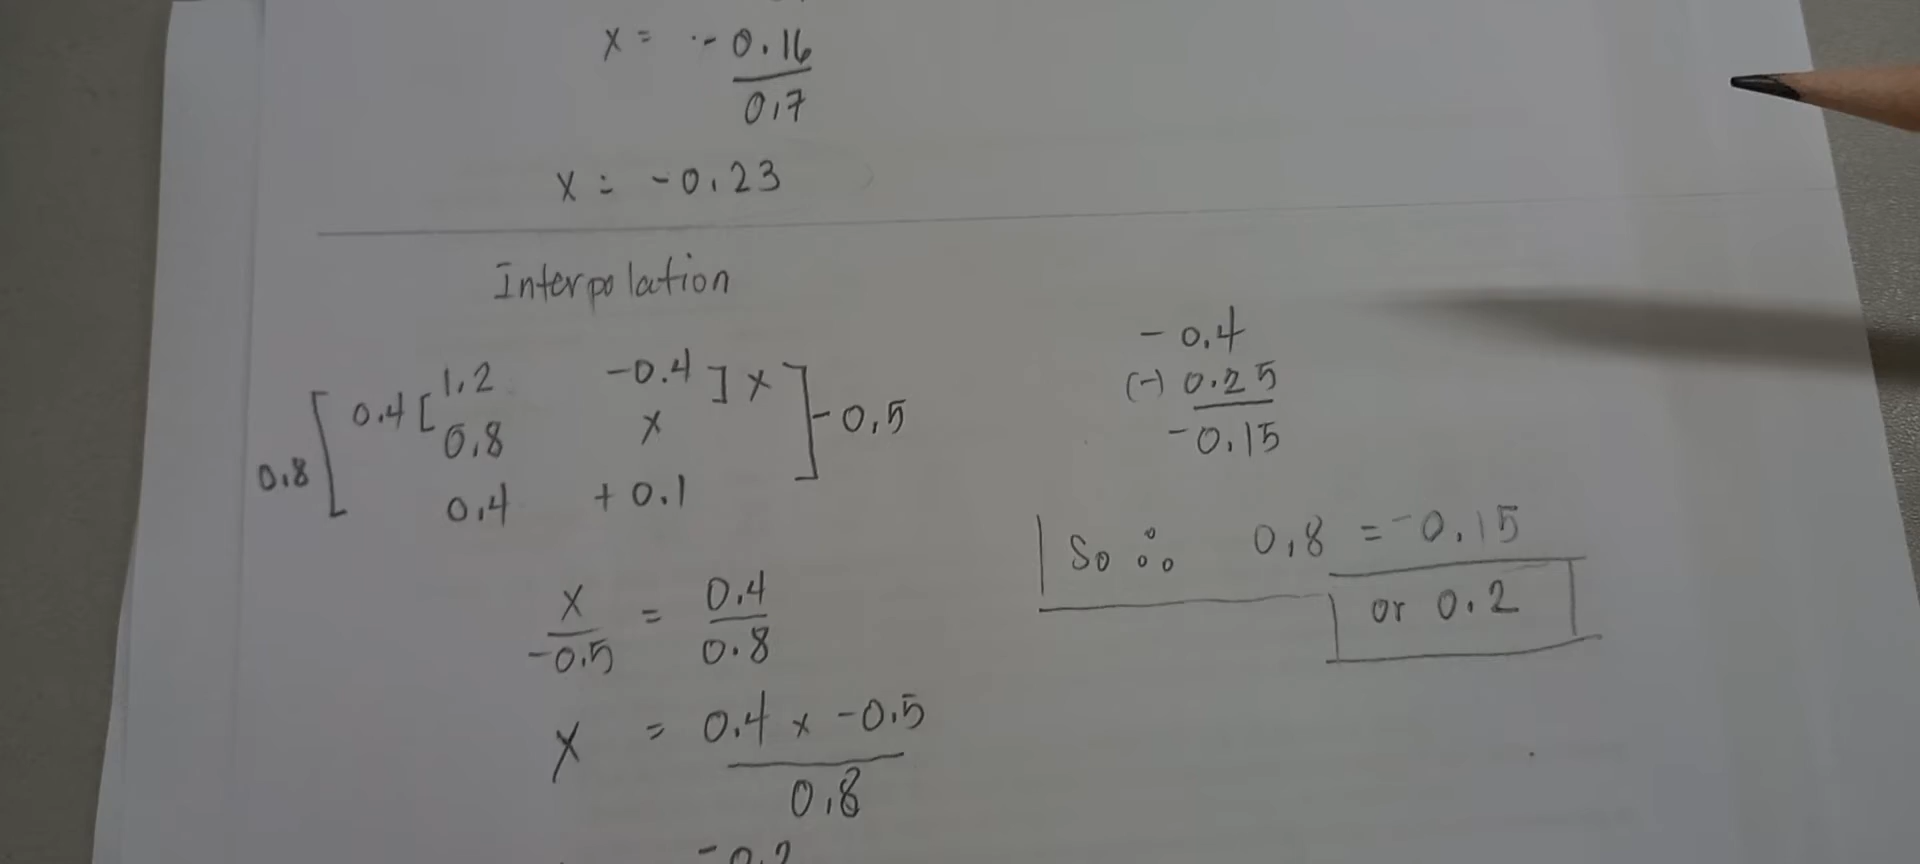 x = - 0.16
0.7
x = -0.23
Interpolation
1.2 -0.4 ] x
0.4 [
0.8 x
-0.5
0.8 [
0.4 + 0.1
x = 0.4
-0.5 0.8
x = 0.4 x -0.5
0.8
-0.2
-0.4
(-) 0.25
-0.15
So ∴ 0.8 = -0.15
or 0.2